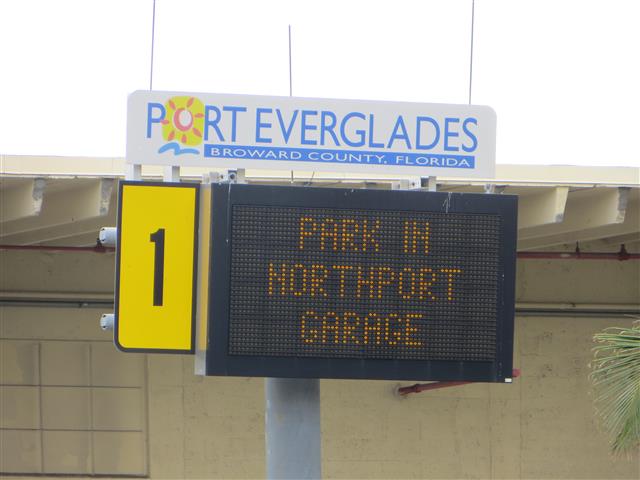 PORT EVERGLADES
BROWARD COUNTY, FLORIDA
1
PARK IN
NORTHPORT
GARAGE